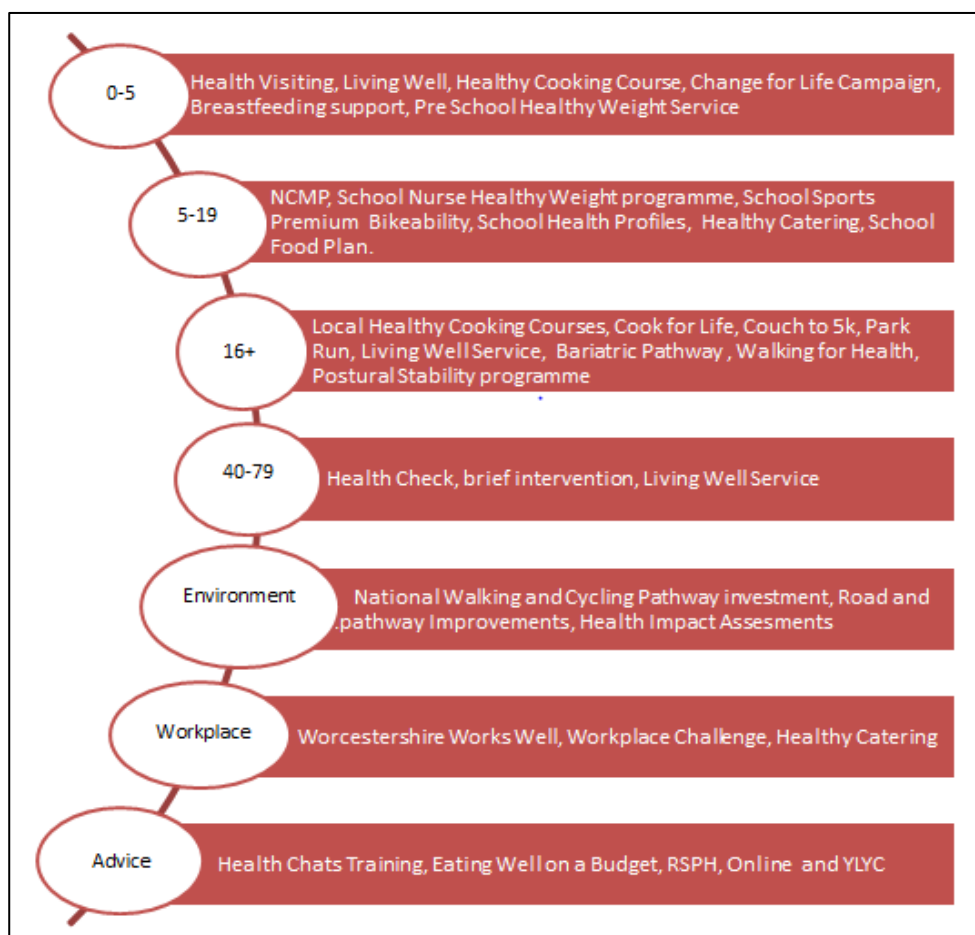 0-5
Health Visiting, Living Well, Healthy Cooking Course, Change for Life Campaign,
Breastfeeding support, Pre School Healthy Weight Service
5-19
NCMP, School Nurse Healthy Weight programme, School Sports
Premium Bikeability, School Health Profiles, Healthy Catering, School
Food Plan.
16+
Local Healthy Cooking Courses, Cook for Life, Couch to 5k, Park
Run, Living Well Service, Bariatric Pathway , Walking for Health,
Postural Stability programme
40-79
Health Check, brief intervention, Living Well Service
Environment
National Walking and Cycling Pathway investment, Road and
.pathway Improvements, Health Impact Assesments
Workplace
Worcestershire Works Well, Workplace Challenge, Healthy Catering
Advice
Health Chats Training, Eating Well on a Budget, RSPH, Online and YLYC